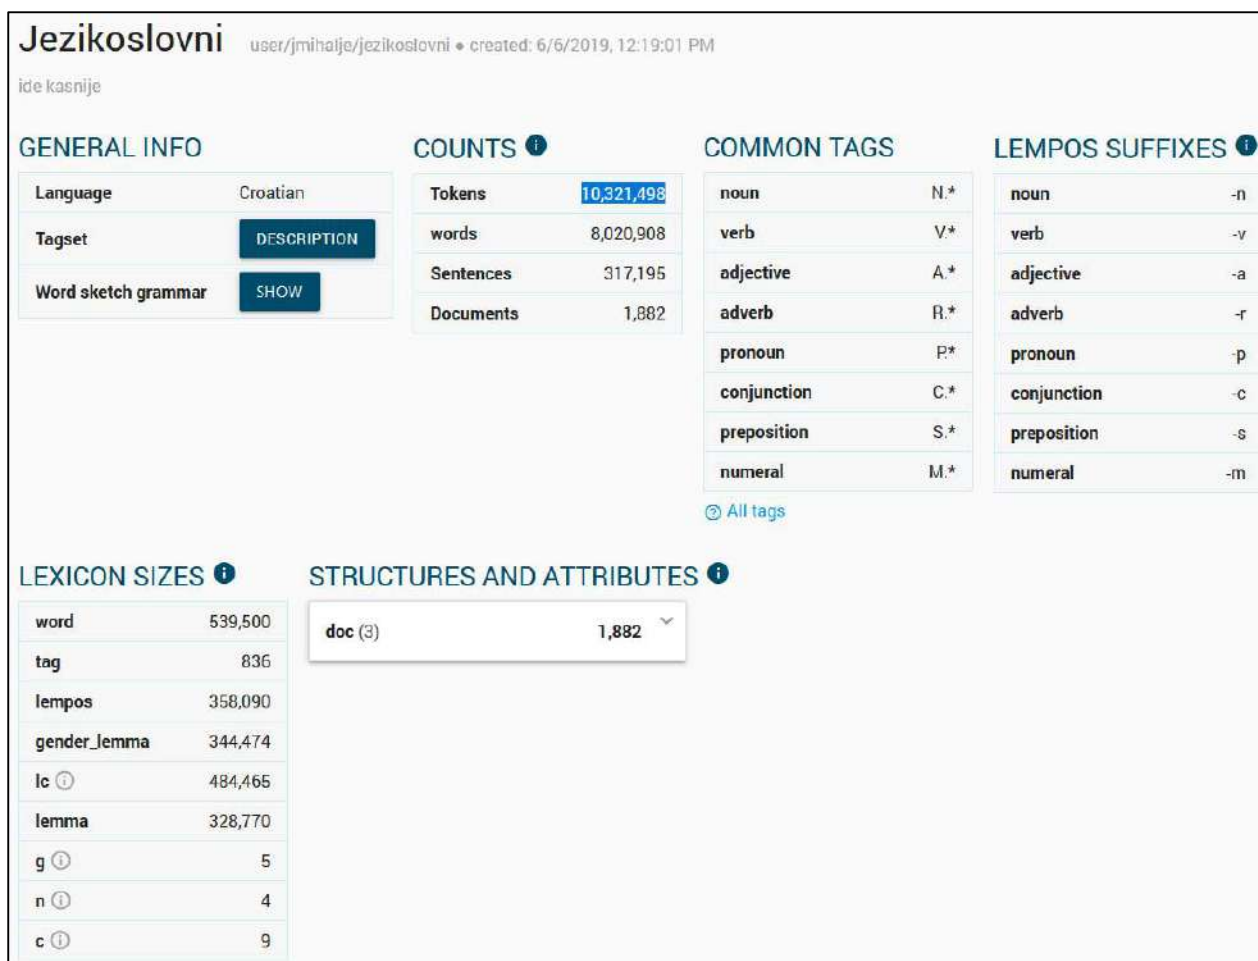 Jezikoslovni user/jmihalje/jezikoslovni • created: 6/6/2019, 12:19:01 PM
ide kasnije
GENERAL INFO
Language Croatian
Tagset DESCRIPTION
Word sketch grammar SHOW
COUNTS
Tokens 10,321,498
words 8,020,908
Sentences 317,195
Documents 1,882
COMMON TAGS
noun N.*
verb V.*
adjective A.*
adverb R.*
pronoun P.*
conjunction C.*
preposition S.*
numeral M.*
All tags
LEMPOS SUFFIXES
noun -n
verb -v
adjective -a
adverb -r
pronoun -p
conjunction -c
preposition -s
numeral -m
LEXICON SIZES
word 539,500
tag 836
lempos 358,090
gender_lemma 344,474
lc 484,465
lemma 328,770
g 5
n 4
c 9
STRUCTURES AND ATTRIBUTES
doc (3) 1,882